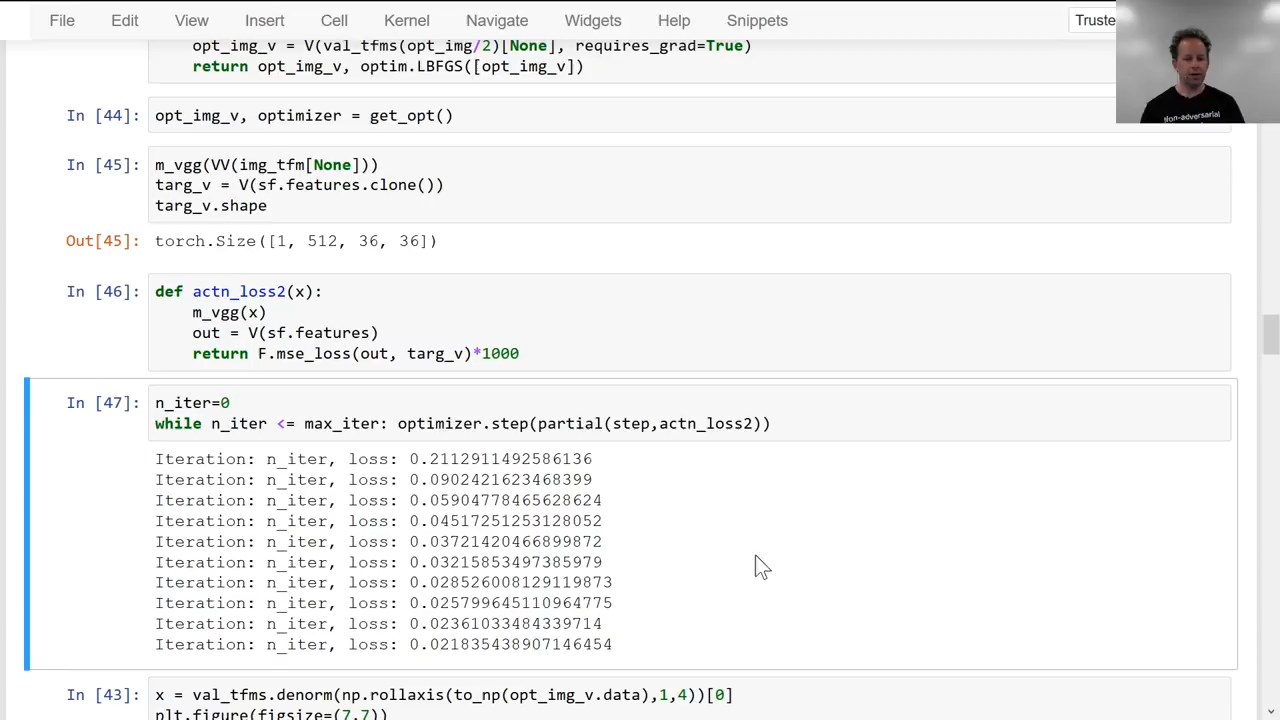 File Edit View Insert Cell Kernel Navigate Widgets Help Snippets Truste
opt_img_v = V(val_tfms(opt_img/2)[None], requires_grad=True)
return opt_img_v, optim.LBFGS([opt_img_v])
In [44]: opt_img_v, optimizer = get_opt()
In [45]: m_vgg(VV(img_tfm[None]))
targ_v = V(sf.features.clone())
targ_v.shape
Out[45]: torch.Size([1, 512, 36, 36])
In [46]: def actn_loss2(x):
m_vgg(x)
out = V(sf.features)
return F.mse_loss(out, targ_v)*1000
In [47]: n_iter=0
while n_iter <= max_iter: optimizer.step(partial(step,actn_loss2))
Iteration: n_iter, loss: 0.2112911492586136
Iteration: n_iter, loss: 0.0902421623468399
Iteration: n_iter, loss: 0.05904778465628624
Iteration: n_iter, loss: 0.04517251253128052
Iteration: n_iter, loss: 0.03721420466899872
Iteration: n_iter, loss: 0.03215853497385979
Iteration: n_iter, loss: 0.028526008129119873
Iteration: n_iter, loss: 0.025799645110964775
Iteration: n_iter, loss: 0.02361033484339714
Iteration: n_iter, loss: 0.021835438907146454
In [43]: x = val_tfms.denorm(np.rollaxis(to_np(opt_img_v.data),1,4))[0]
plt.figure(figsize=(7,7))